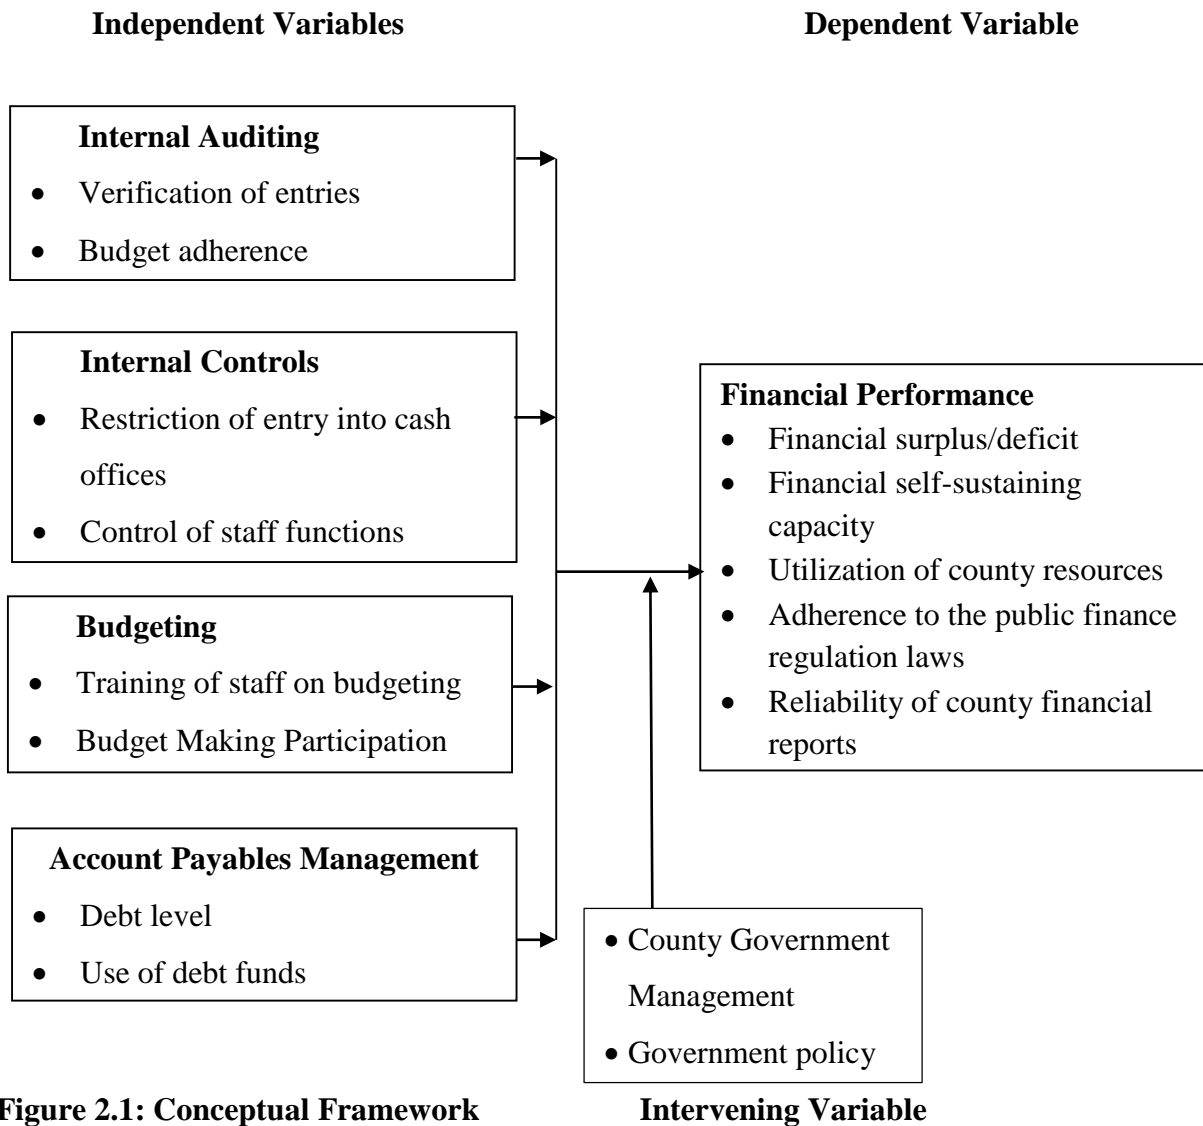 Independent Variables
Dependent Variable
Internal Auditing
• Verification of entries
• Budget adherence
Internal Controls
• Restriction of entry into cash
offices
• Control of staff functions
Budgeting
• Training of staff on budgeting
• Budget Making Participation
Account Payables Management
• Debt level
• Use of debt funds
Financial Performance
• Financial surplus/deficit
• Financial self-sustaining
capacity
• Utilization of county resources
• Adherence to the public finance
regulation laws
• Reliability of county financial
reports
• County Government
Management
• Government policy
Figure 2.1: Conceptual Framework
Intervening Variable